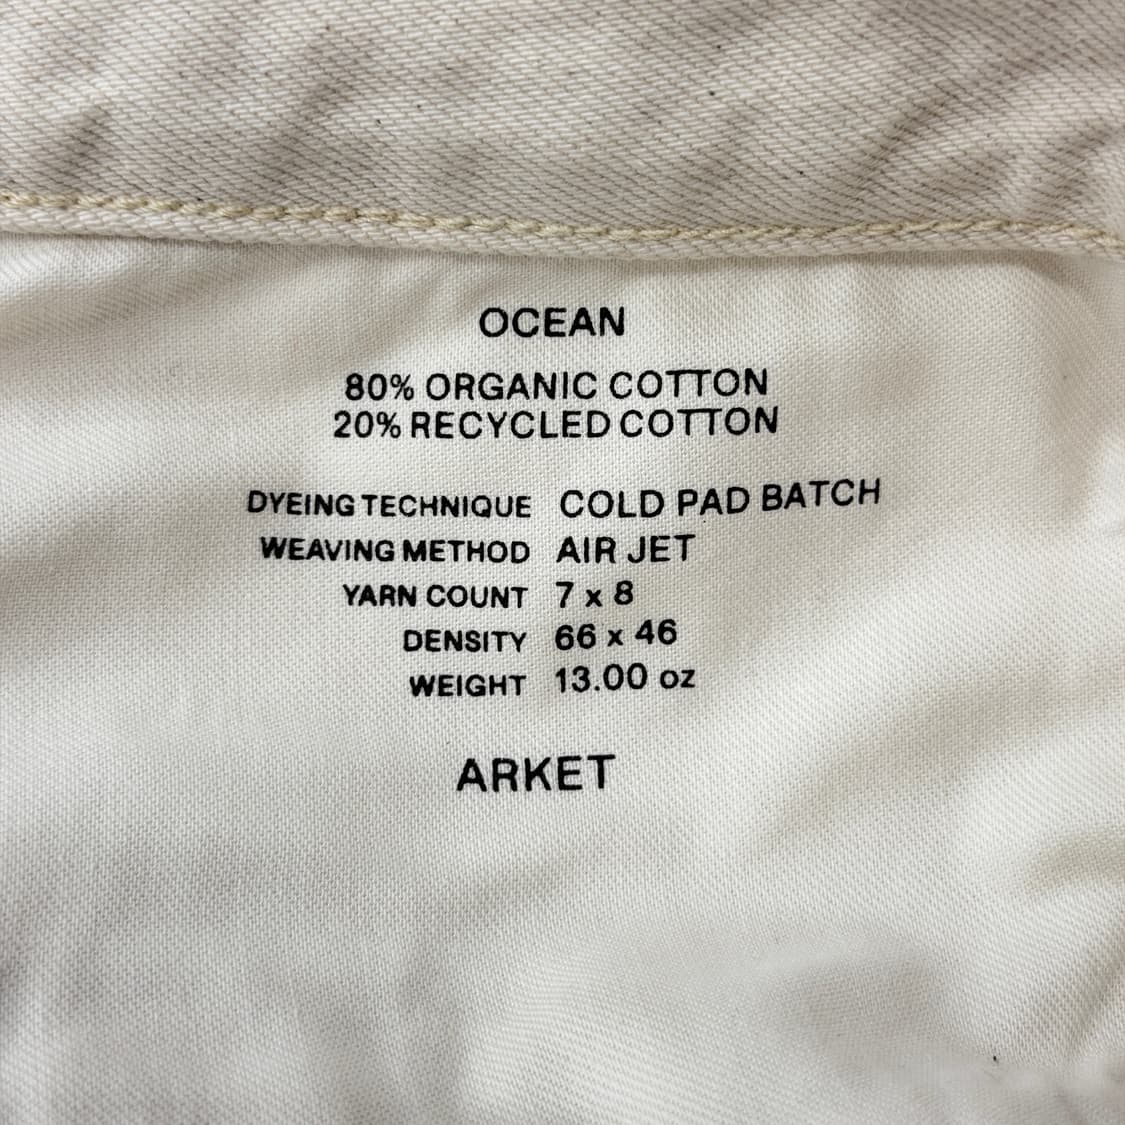 OCEAN
80% ORGANIC COTTON
20% RECYCLED COTTON
DYEING TECHNIQUE COLD PAD BATCH
WEAVING METHOD AIR JET
YARN COUNT 7 x 8
DENSITY 66 x 46
WEIGHT 13.00 oz
ARKET